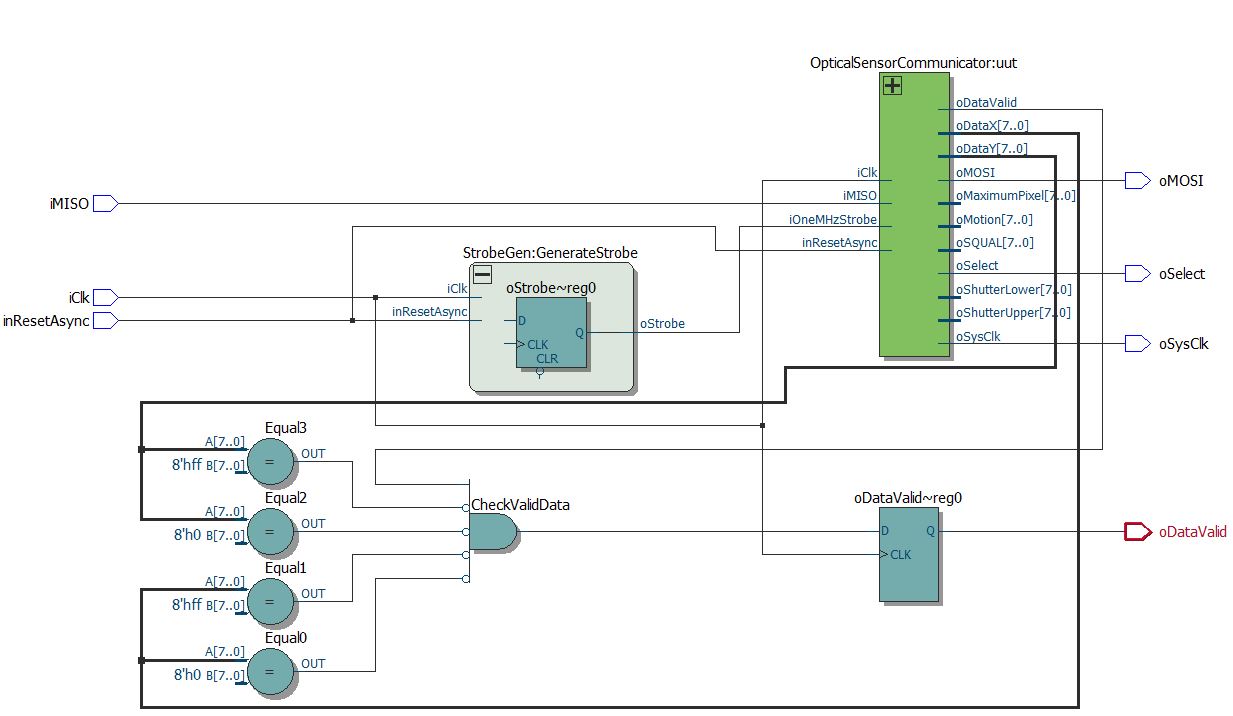 OpticalSensorCommunicator:uut
oDataValid
oDataX[7..0]
oDataY[7..0]
iClk
oMOSI
oMOSI
iMISO
iMISO
oMaximumPixel[7..0]
iOneMHzStrobe
oMotion[7..0]
inResetAsync
oSQUAL[7..0]
StrobeGen:GenerateStrobe
oSelect
oSelect
iClk
iClk
oStrobe~reg0
oShutterLower[7..0]
inResetAsync
inResetAsync
D
Q
oStrobe
oShutterUpper[7..0]
CLK
CLR
oSysClk
oSysClk
Equal3
A[7..0]
8'hff B[7..0]
=
OUT
Equal2
A[7..0]
8'h0 B[7..0]
=
OUT
CheckValidData
oDataValid~reg0
D
Q
CLK
oDataValid
Equal1
A[7..0]
8'hff B[7..0]
=
OUT
Equal0
A[7..0]
8'h0 B[7..0]
=
OUT